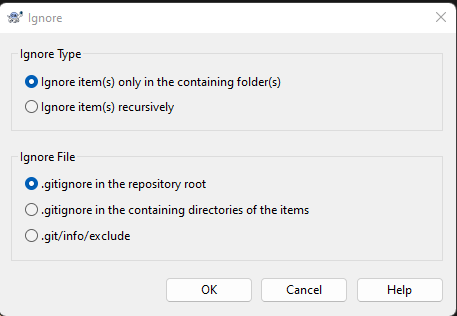 Ignore
Ignore Type
Ignore item(s) only in the containing folder(s)
Ignore item(s) recursively
Ignore File
.gitignore in the repository root
.gitignore in the containing directories of the items
.git/info/exclude
OK Cancel Help